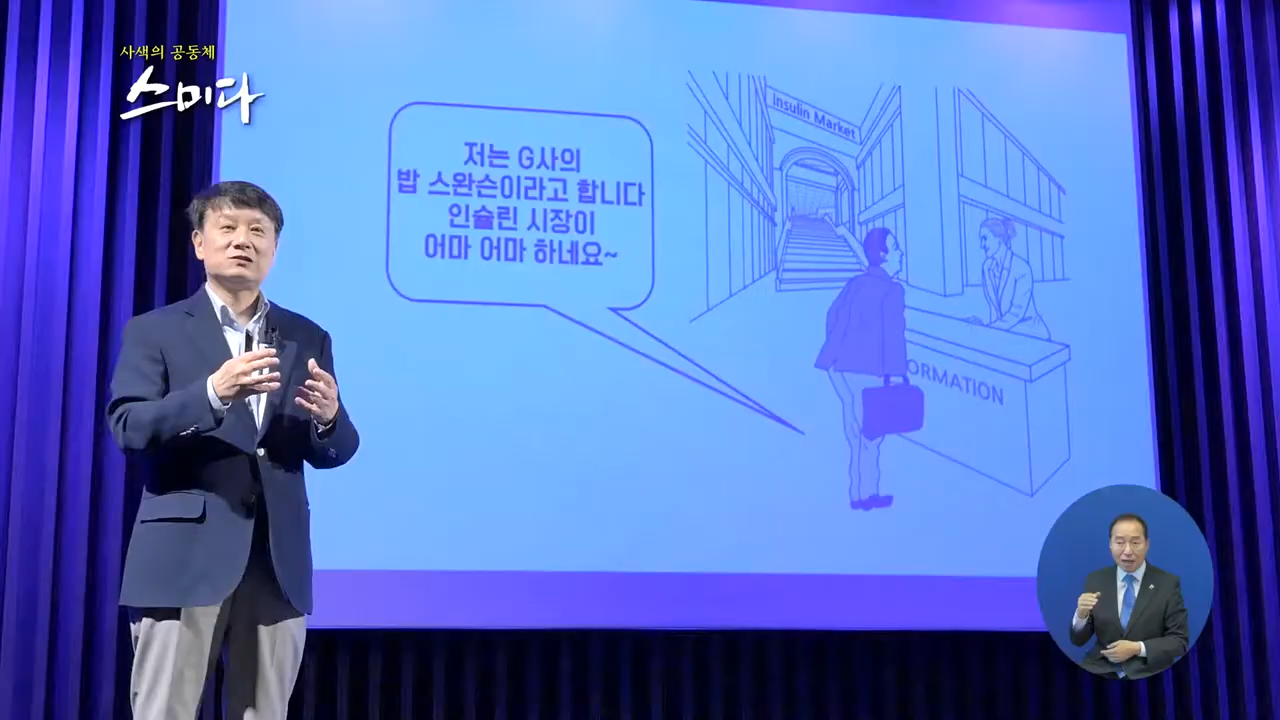 사색의 공동체
스미다
저는 G사의
밥 스완슨이라고 합니다
인슐린 시장이
어마 어마 하네요~
Insulin Market
ORMATION